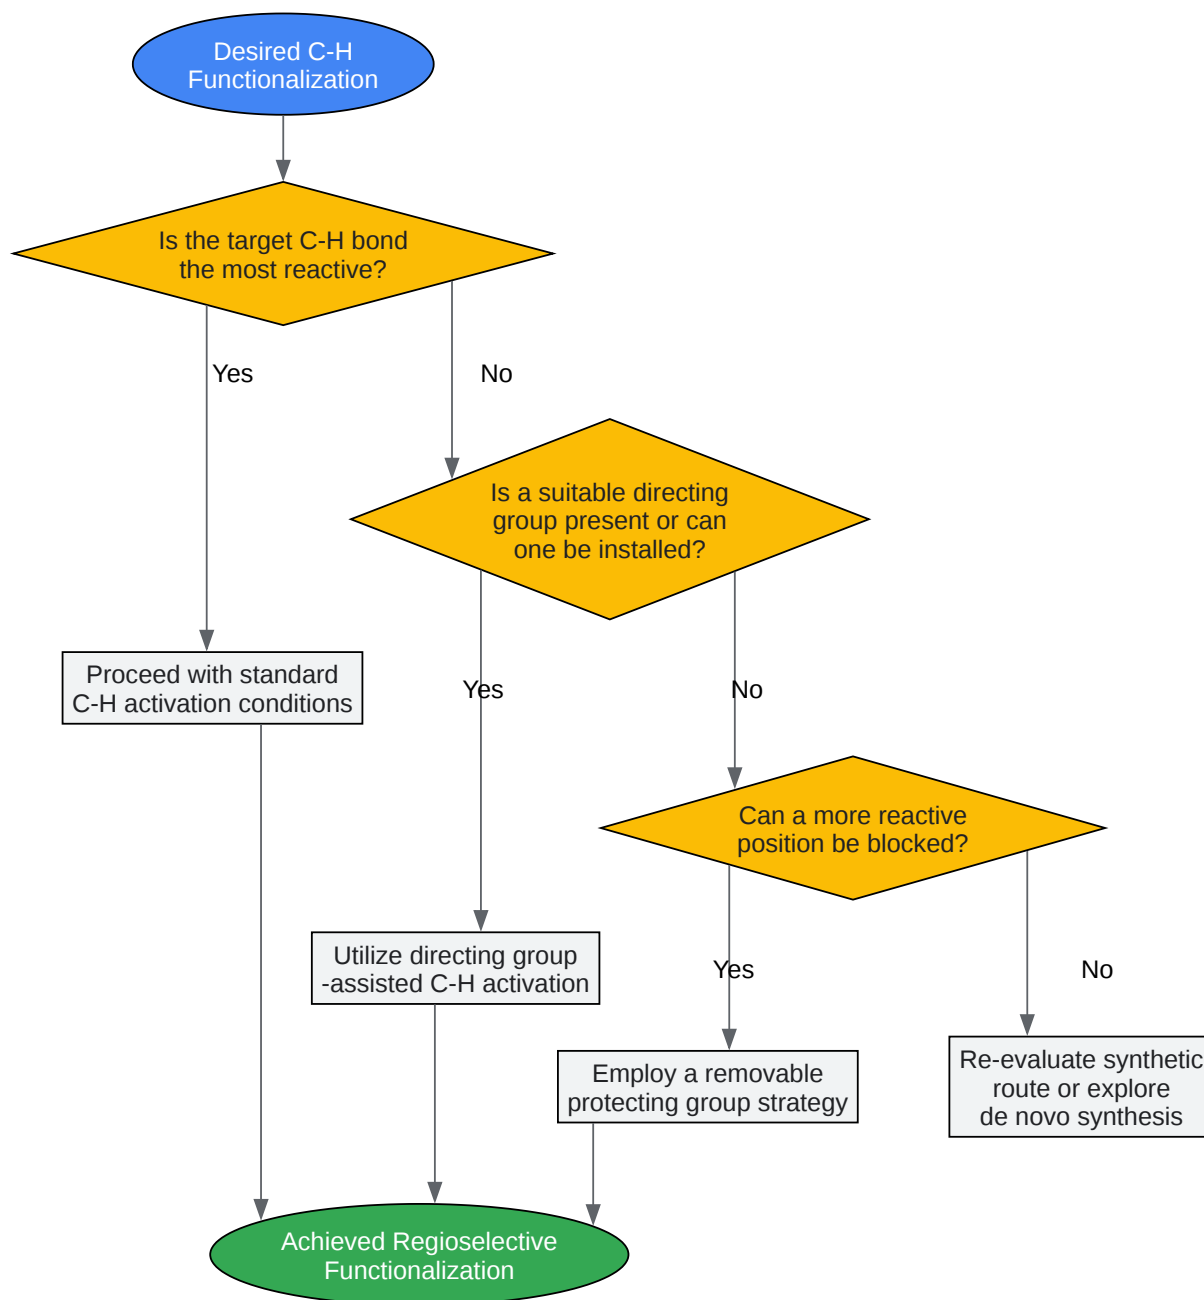 Desired C-H
Functionalization
Is the target C-H bond
the most reactive?
Yes
No
Is a suitable directing
group present or can
one be installed?
Proceed with standard
C-H activation conditions
Yes
No
Can a more reactive
position be blocked?
Utilize directing group
-assisted C-H activation
Yes
No
Employ a removable
protecting group strategy
Re-evaluate synthetic
route or explore
de novo synthesis
Achieved Regioselective
Functionalization